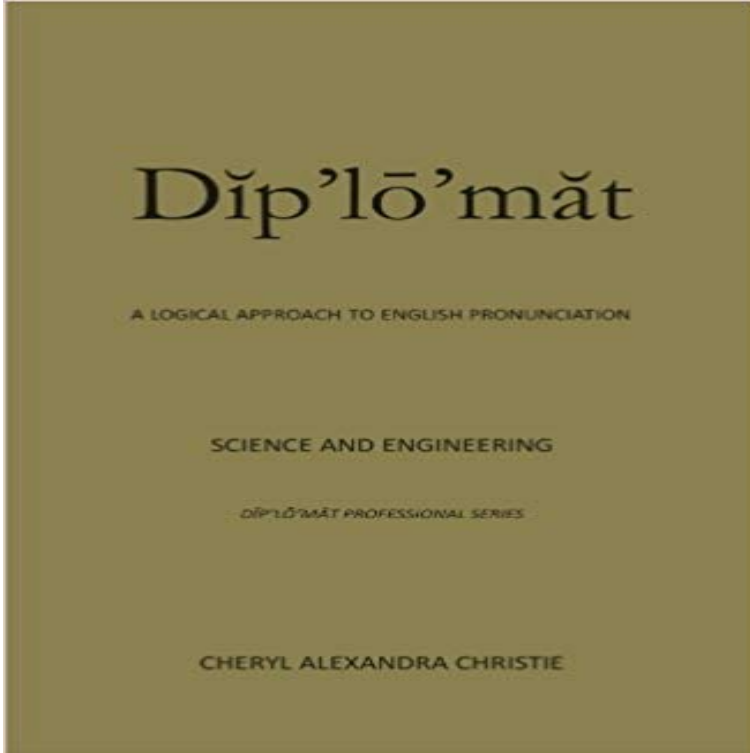 Dĭp’lō’măt
A LOGICAL APPROACH TO ENGLISH PRONUNCIATION
SCIENCE AND ENGINEERING
DĬP’LŌ’MĂT PROFESSIONAL SERIES
CHERYL ALEXANDRA CHRISTIE